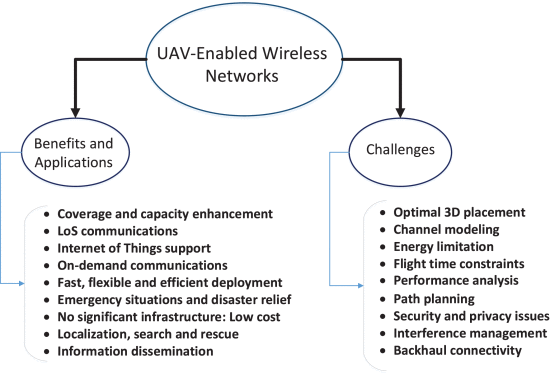 UAV-Enabled Wireless
Networks
Benefits and
Applications
Challenges
• Coverage and capacity enhancement
• LoS communications
• Internet of Things support
• On-demand communications
• Fast, flexible and efficient deployment
• Emergency situations and disaster relief
• No significant infrastructure: Low cost
• Localization, search and rescue
• Information dissemination
• Optimal 3D placement
• Channel modeling
• Energy limitation
• Flight time constraints
• Performance analysis
• Path planning
• Security and privacy issues
• Interference management
• Backhaul connectivity